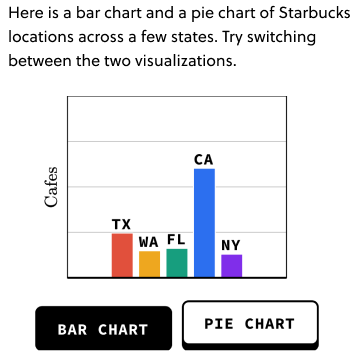 Here is a bar chart and a pie chart of Starbucks
locations across a few states. Try switching
between the two visualizations.
Cafes
TX
WA
FL
CA
NY
BAR CHART
PIE CHART